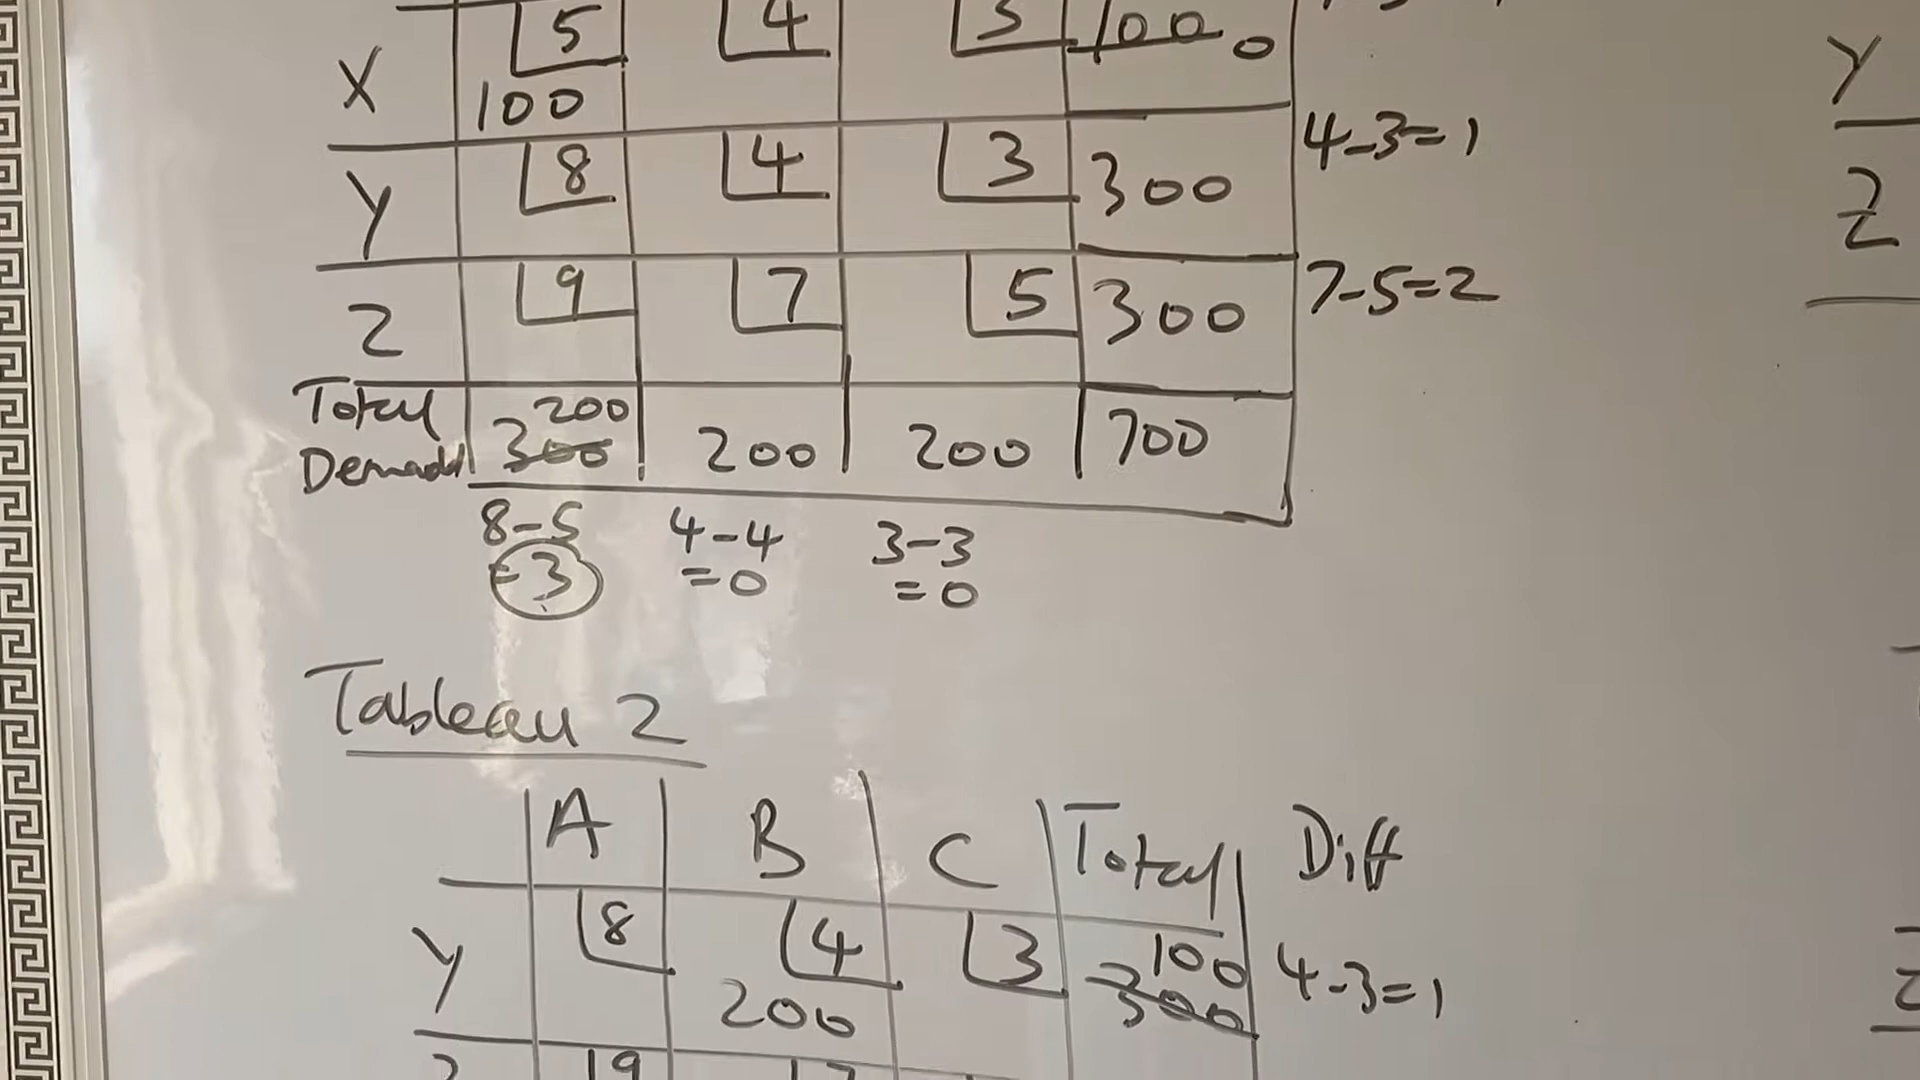 5 4 3 100 0
X 100
Y 8 4 3 300 4-3=1
Z 9 5 7 300 7-5=2
Total 200
Demand 300 200 200 700
8-5 4-4 3-3
=3 =0 =0
Tableau 2
A B C Total Diff
Y 8 4 3 100 4-3=1
200 300
Y
Z